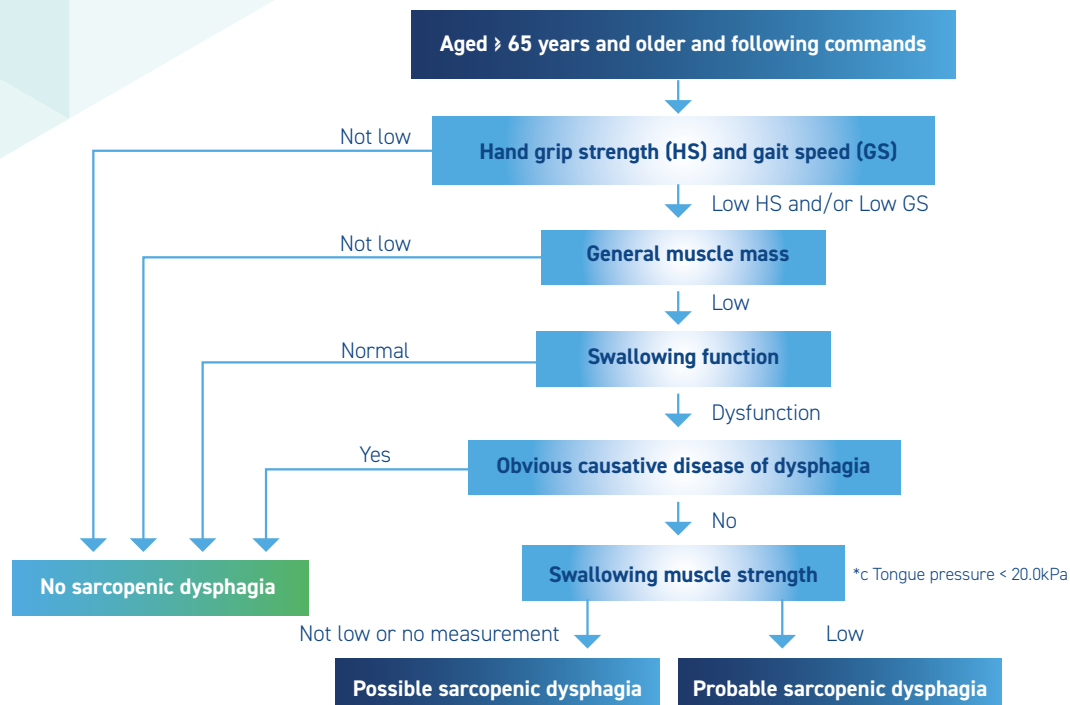 Aged ≥ 65 years and older and following commands
Not low
Hand grip strength (HS) and gait speed (GS)
Low HS and/or Low GS
Not low
General muscle mass
Low
Normal
Swallowing function
Dysfunction
Yes
Obvious causative disease of dysphagia
No
No sarcopenic dysphagia
Swallowing muscle strength
*c Tongue pressure < 20.0kPa
Not low or no measurement
Low
Possible sarcopenic dysphagia
Probable sarcopenic dysphagia